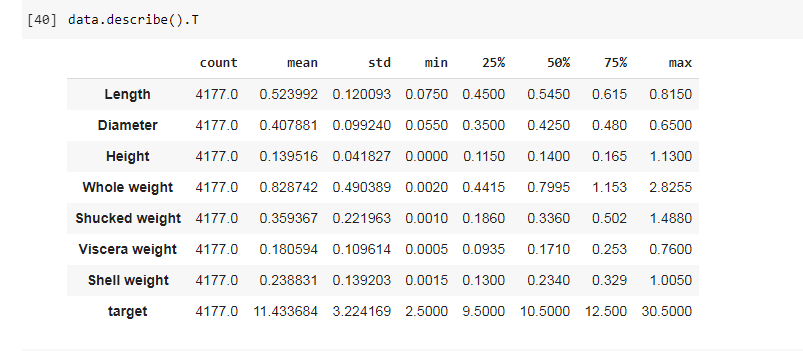 [40] data.describe().T
count mean std min 25% 50% 75% max
Length 4177.0 0.523992 0.120093 0.0750 0.4500 0.5450 0.615 0.8150
Diameter 4177.0 0.407881 0.099240 0.0550 0.3500 0.4250 0.480 0.6500
Height 4177.0 0.139516 0.041827 0.0000 0.1150 0.1400 0.165 1.1300
Whole weight 4177.0 0.828742 0.490389 0.0020 0.4415 0.7995 1.153 2.8255
Shucked weight 4177.0 0.359367 0.221963 0.0010 0.1860 0.3360 0.502 1.4880
Viscera weight 4177.0 0.180594 0.109614 0.0005 0.0935 0.1710 0.253 0.7600
Shell weight 4177.0 0.238831 0.139203 0.0015 0.1300 0.2340 0.329 1.0050
target 4177.0 11.433684 3.224169 2.5000 9.5000 10.5000 12.500 30.5000